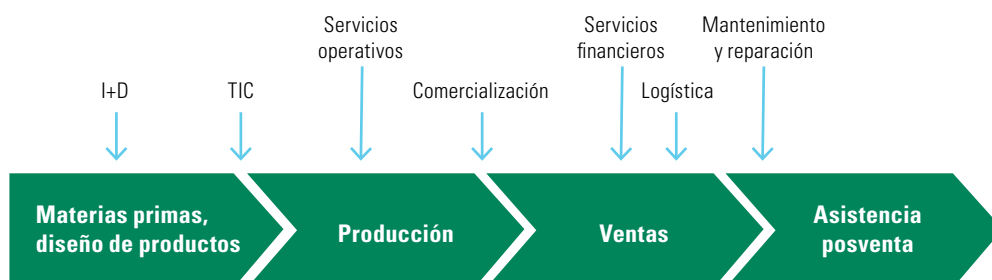 Servicios
operativos
Servicios
financieros
Mantenimiento
y reparación
I+D
TIC
Comercialización
Logística
Materias primas,
diseño de productos
Producción
Ventas
Asistencia
posventa